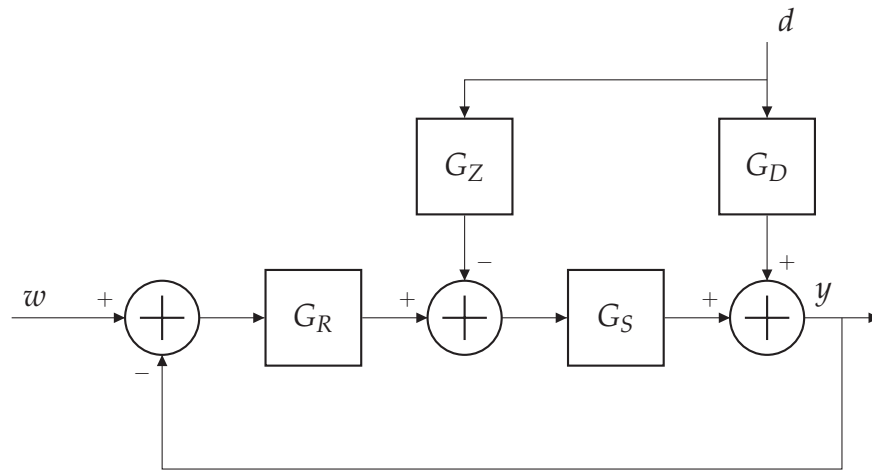 d
G_Z G_D
−
+
w + G_R + G_S + y
−